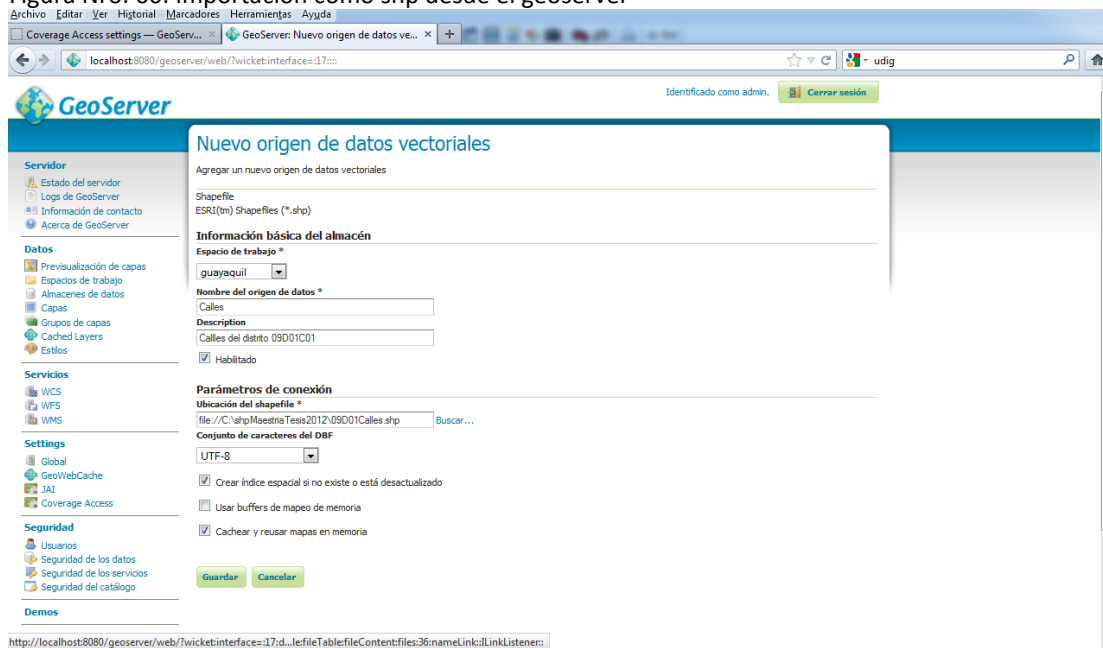 Figura Nro. 60. Importación como shp desde el geoserver
Archivo Editar Ver Historial Marcadores Herramientas Ayuda
Coverage Access settings — GeoServ... × GeoServer: Nuevo origen de datos ve... × +
localhost:8080/geoserver/web/?wicket:interface=:17:::: udig
GeoServer
Identificado como admin. Cerrar sesión
Nuevo origen de datos vectoriales
Agregar un nuevo origen de datos vectoriales
Shapefile
ESRI(tm) Shapefiles (*.shp)
Información básica del almacén
Espacio de trabajo *
guayaquil
Nombre del origen de datos *
Calles
Description
Callles del distrito 09D01C01
Habilitado
Parámetros de conexión
Ubicación del shapefile *
file://C:\shpMaestriaTesis2012\09D01Calles.shp Buscar...
Conjunto de caracteres del DBF
UTF-8
Crear índice espacial si no existe o está desactualizado
Usar buffers de mapeo de memoria
Cachear y reusar mapas en memoria
Guardar Cancelar
Servidor
Estado del servidor
Logs de GeoServer
Información de contacto
Acerca de GeoServer
Datos
Previsualización de capas
Espacios de trabajo
Almacenes de datos
Capas
Grupos de capas
Cached Layers
Estilos
Servicios
WCS
WFS
WMS
Settings
Global
GeoWebCache
JAI
Coverage Access
Seguridad
Usuarios
Seguridad de los datos
Seguridad de los servicios
Seguridad del catálogo
Demos
http://localhost:8080/geoserver/web/?wicket:interface=:17:d...le:fileTable:fileContent:files:36:nameLink::ILinkListener::